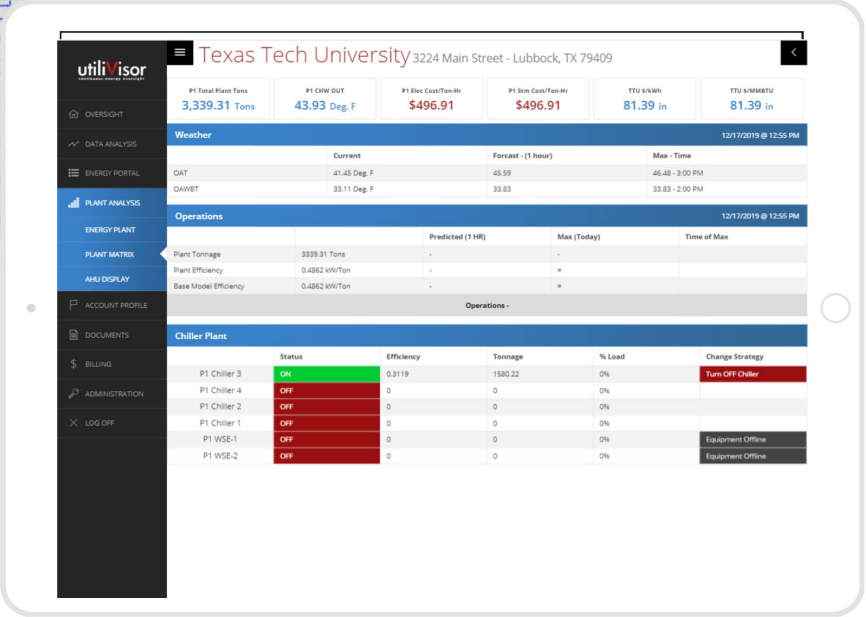 utiliVisor
continuous energy oversight
OVERSIGHT
DATA ANALYSIS
ENERGY PORTAL
PLANT ANALYSIS
ENERGY PLANT
PLANT MATRIX
AHU DISPLAY
ACCOUNT PROFILE
DOCUMENTS
$ BILLING
ADMINISTRATION
LOG OFF
Texas Tech University 3224 Main Street - Lubbock, TX 79409
P1 Total Plant Tons P1 CHW OUT P1 Elec Cost/Ton-Hr P1 Stm Cost/Ton-Hr TTU $/kWh TTU $/MMBTU
3,339.31 Tons 43.93 Deg. F $496.91 $496.91 81.39 in 81.39 in
Weather 12/17/2019 @ 12:55 PM
Current Forcast - (1 hour) Max - Time
OAT 41.45 Deg. F 45.59 46.48 - 3:00 PM
OAWBT 33.11 Deg. F 33.83 33.83 - 2:00 PM
Operations 12/17/2019 @ 12:55 PM
Predicted (1 HR) Max (Today) Time of Max
Plant Tonnage 3339.31 Tons - -
Plant Efficiency 0.4862 kW/Ton - =
Base Model Efficiency 0.4862 kW/Ton - =
Operations -
Chiller Plant
Status Efficiency Tonnage % Load Change Strategy
P1 Chiller 3 ON 0.3119 1580.22 0% Turn OFF Chiller
P1 Chiller 4 OFF 0 0 0%
P1 Chiller 2 OFF 0 0 0%
P1 Chiller 1 OFF 0 0 0%
P1 WSE-1 OFF 0 0 0% Equipment Offline
P1 WSE-2 OFF 0 0 0% Equipment Offline